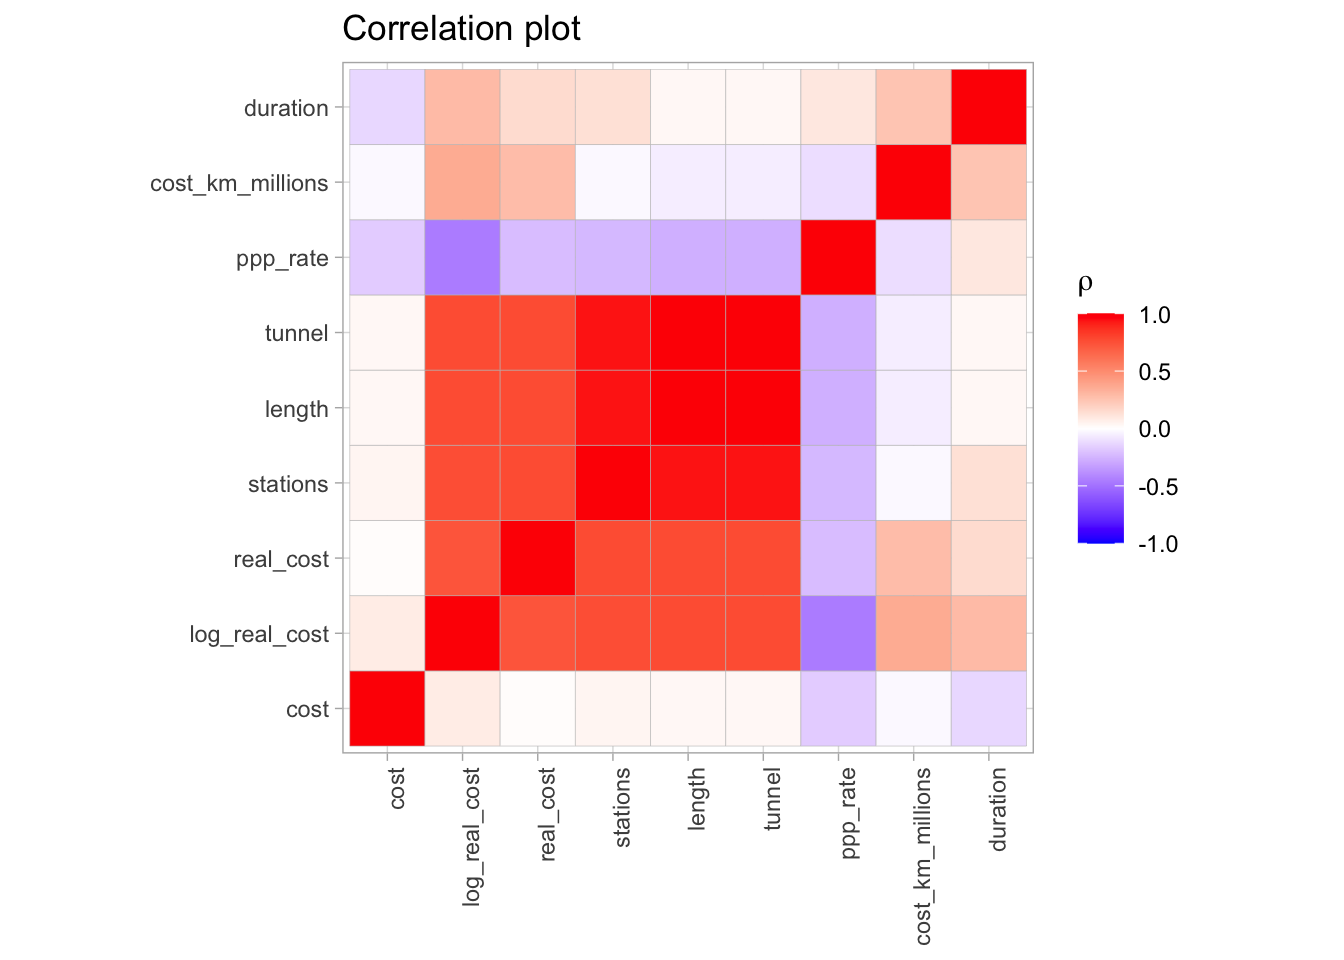 Correlation plot
duration
cost_km_millions
ppp_rate
tunnel
length
stations
real_cost
log_real_cost
cost
cost
log_real_cost
real_cost
stations
length
tunnel
ppp_rate
cost_km_millions
duration
ρ
1.0
0.5
0.0
-0.5
-1.0